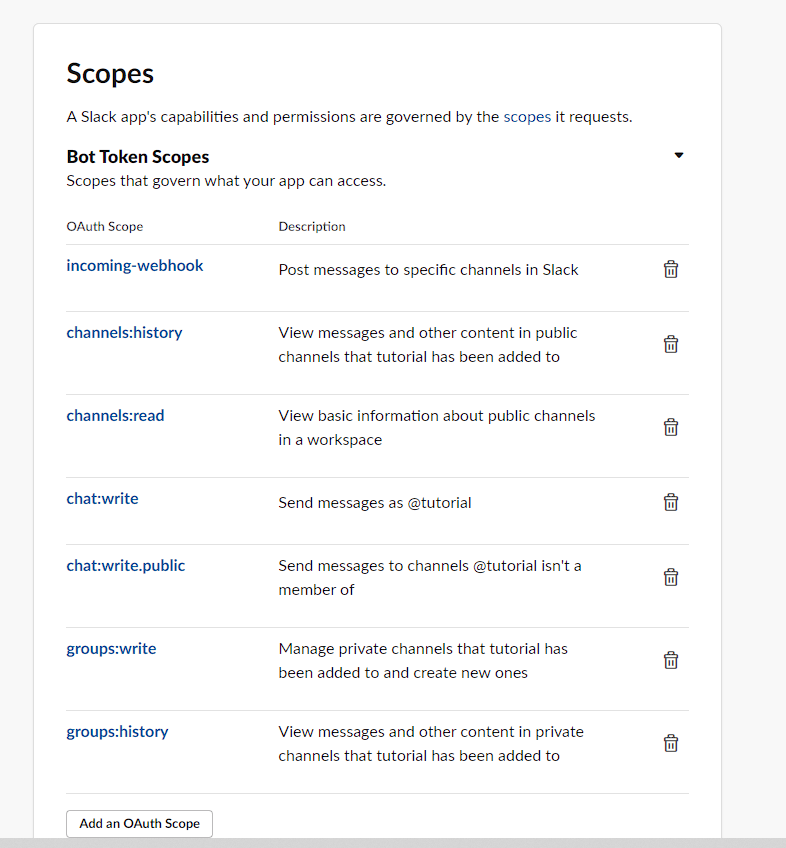 Scopes
A Slack app's capabilities and permissions are governed by the scopes it requests.
Bot Token Scopes
Scopes that govern what your app can access.
OAuth Scope Description
incoming-webhook Post messages to specific channels in Slack
channels:history View messages and other content in public
channels that tutorial has been added to
channels:read View basic information about public channels
in a workspace
chat:write Send messages as @tutorial
chat:write.public Send messages to channels @tutorial isn't a
member of
groups:write Manage private channels that tutorial has
been added to and create new ones
groups:history View messages and other content in private
channels that tutorial has been added to
Add an OAuth Scope